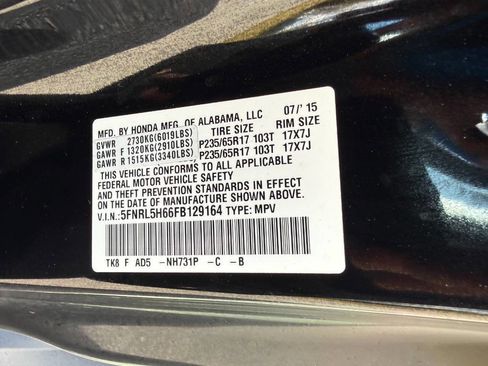 MFD. BY HONDA MFG. OF ALABAMA, LLC 07/'15
GVWR 2730KG(6019LBS) TIRE SIZE RIM SIZE
GAWR F 1320KG(2910LBS) P235/65R17 103T 17X7J
GAWR R 1515KG(3340LBS) P235/65R17 103T 17X7J
THIS VEHICLE CONFORMS TO ALL APPLICABLE
FEDERAL MOTOR VEHICLE SAFETY
AND THEFT PREVENTION STANDARDS IN EFFECT
ON THE DATE OF MANUFACTURE SHOWN ABOVE.
V.I.N.:5FNRL5H66FB129164 TYPE: MPV
TK8 F AD5 -NH731P -C -B